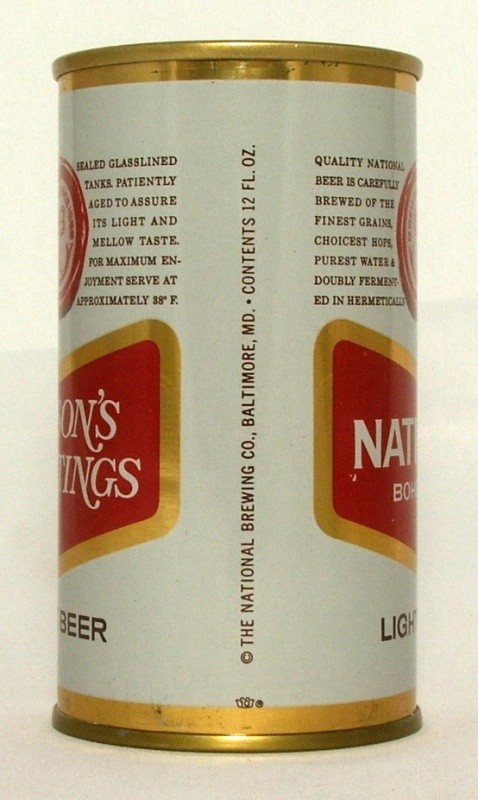 SEALED GLASSLINED
TANKS. PATIENTLY
AGED TO ASSURE
ITS LIGHT AND
MELLOW TASTE.
FOR MAXIMUM EN-
JOYMENT SERVE AT
APPROXIMATELY 38° F.
ON'S
TINGS
BEER
© THE NATIONAL BREWING CO., BALTIMORE, MD. • CONTENTS 12 FL. OZ.
®
QUALITY NATIONAL
BEER IS CAREFULLY
BREWED OF THE
FINEST GRAINS,
CHOICEST HOPS,
PUREST WATER &
DOUBLY FERMENT-
ED IN HERMETICALLY
NATI
BOH
LIGHT